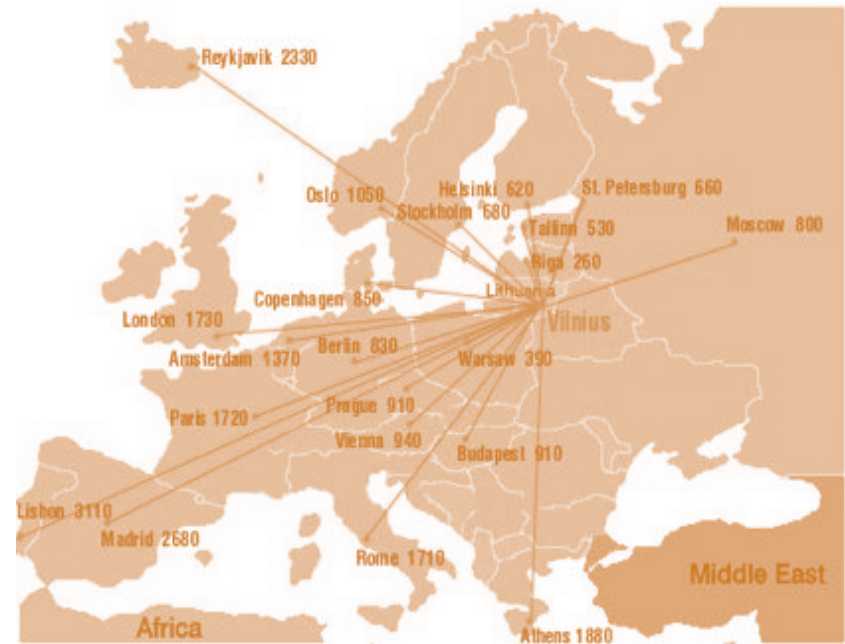 Reykjavik 2330
Oslo 1050
Helsinki 620
St. Petersburg 660
Stockholm 680
Tallinn 530
Moscow 800
Riga 260
Copenhagen 850
Lithuania
London 1730
Vilnius
Amsterdam 1370
Berlin 830
Warsaw 390
Prague 910
Paris 1720
Vienna 940
Budapest 910
Lisbon 3110
Madrid 2680
Rome 1710
Middle East
Africa
Athens 1880